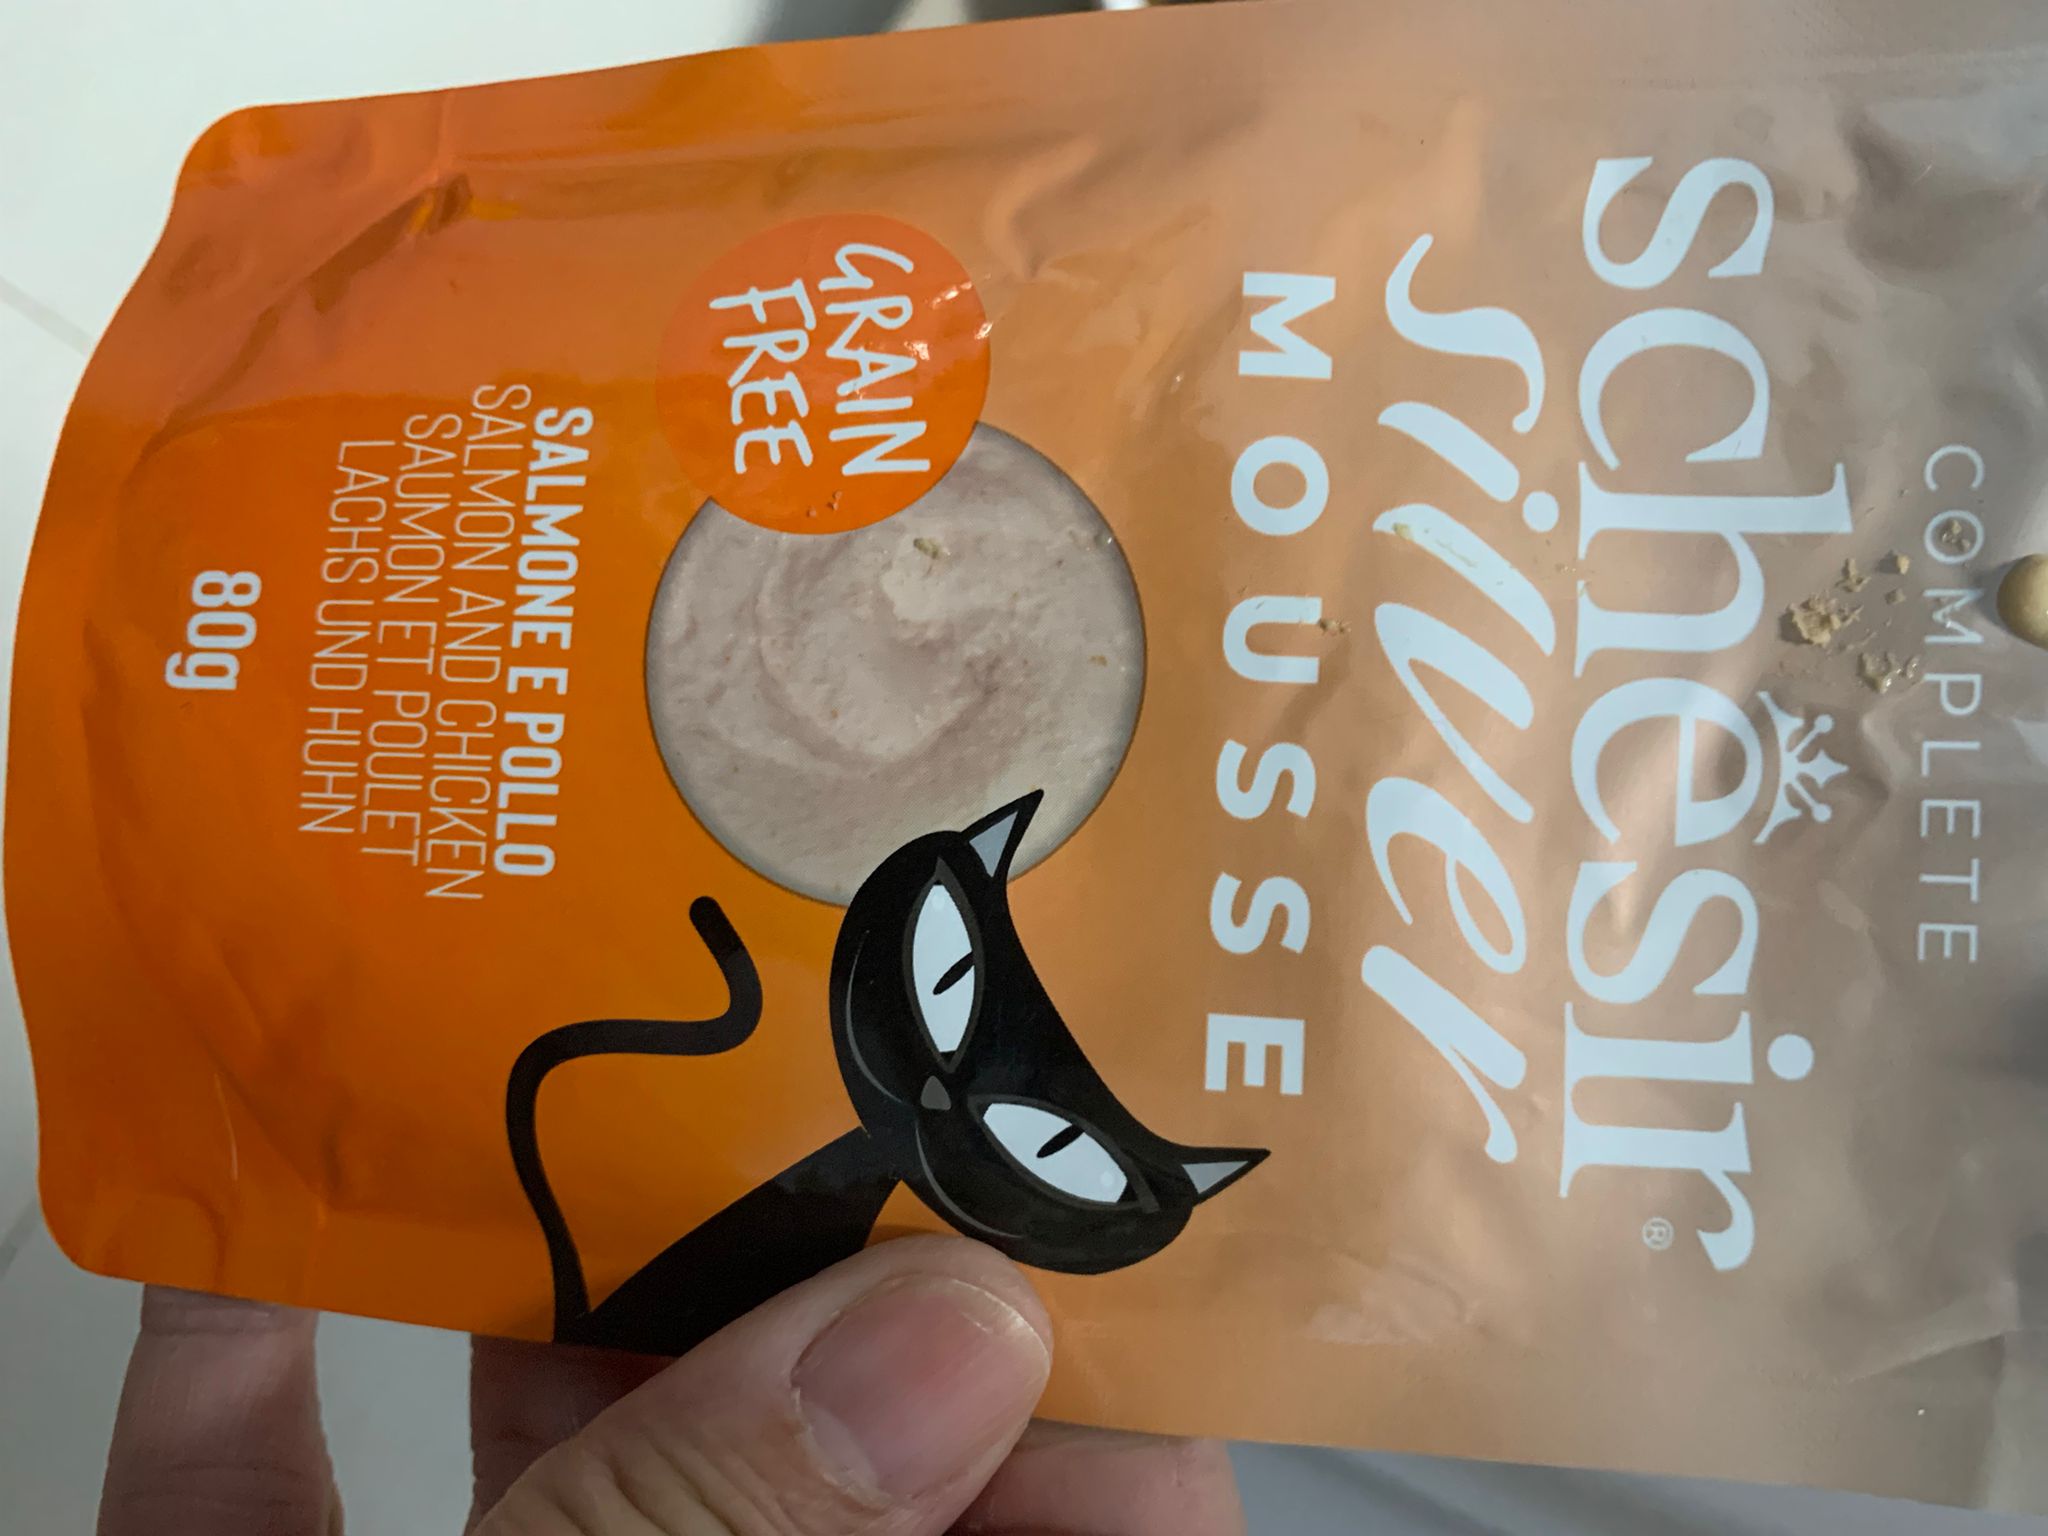 COMPLETE
schesir®
silver
MOUSSE
GRAIN
FREE
SALMONE E POLLO
SALMON AND CHICKEN
SAUMON ET POULET
LACHS UND HUHN
80g